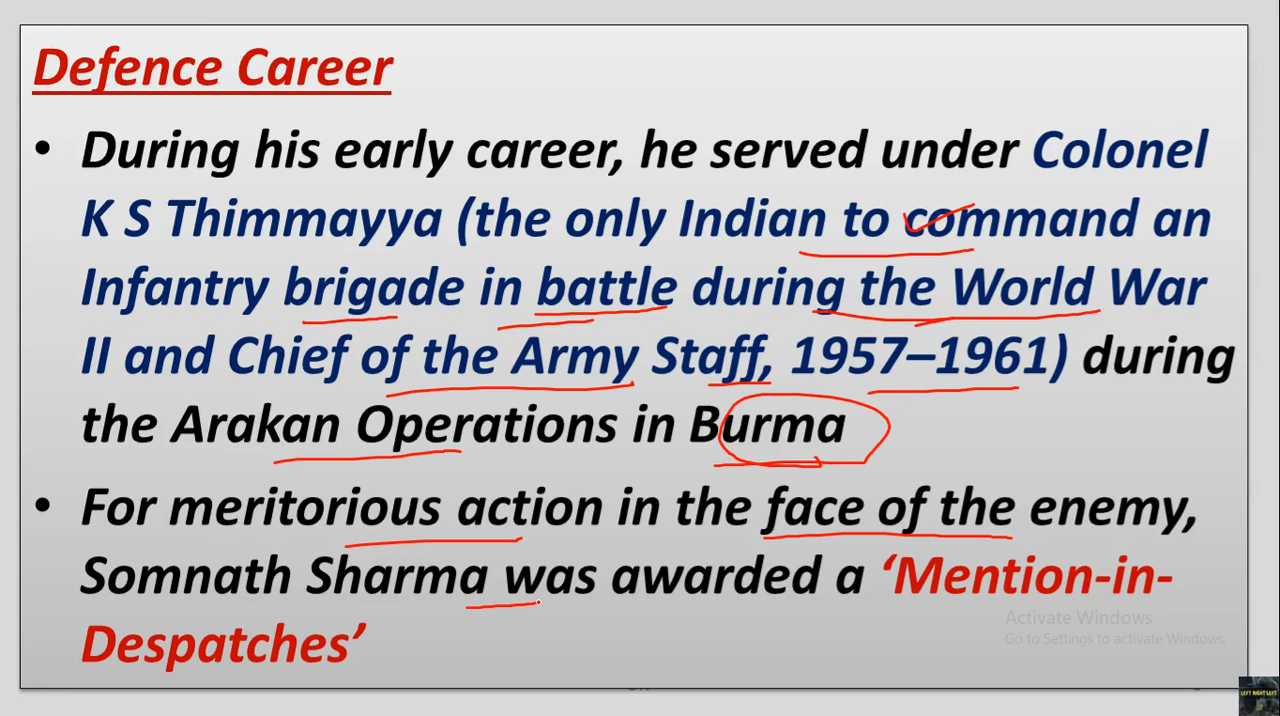 Defence Career
• During his early career, he served under Colonel
K S Thimmayya (the only Indian to command an
Infantry brigade in battle during the World War
II and Chief of the Army Staff, 1957–1961) during
the Arakan Operations in Burma
• For meritorious action in the face of the enemy,
Somnath Sharma was awarded a ‘Mention-in-
Despatches’
Activate Windows
Go to Settings to activate Windows.
LEFT RIGHT LEFT